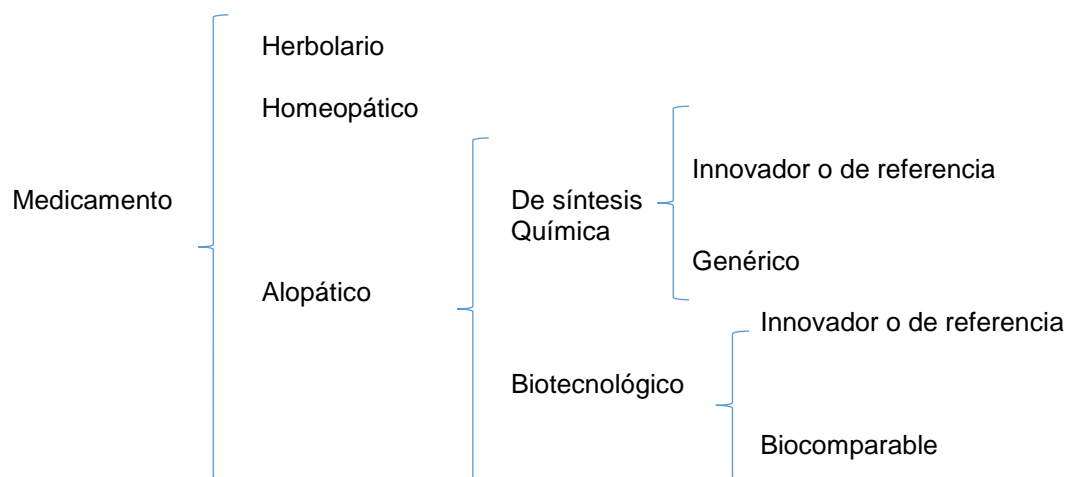 Herbolario
Homeopático
Innovador o de referencia
Medicamento
De síntesis
Química
Genérico
Alopático
Innovador o de referencia
Biotecnológico
Biocomparable